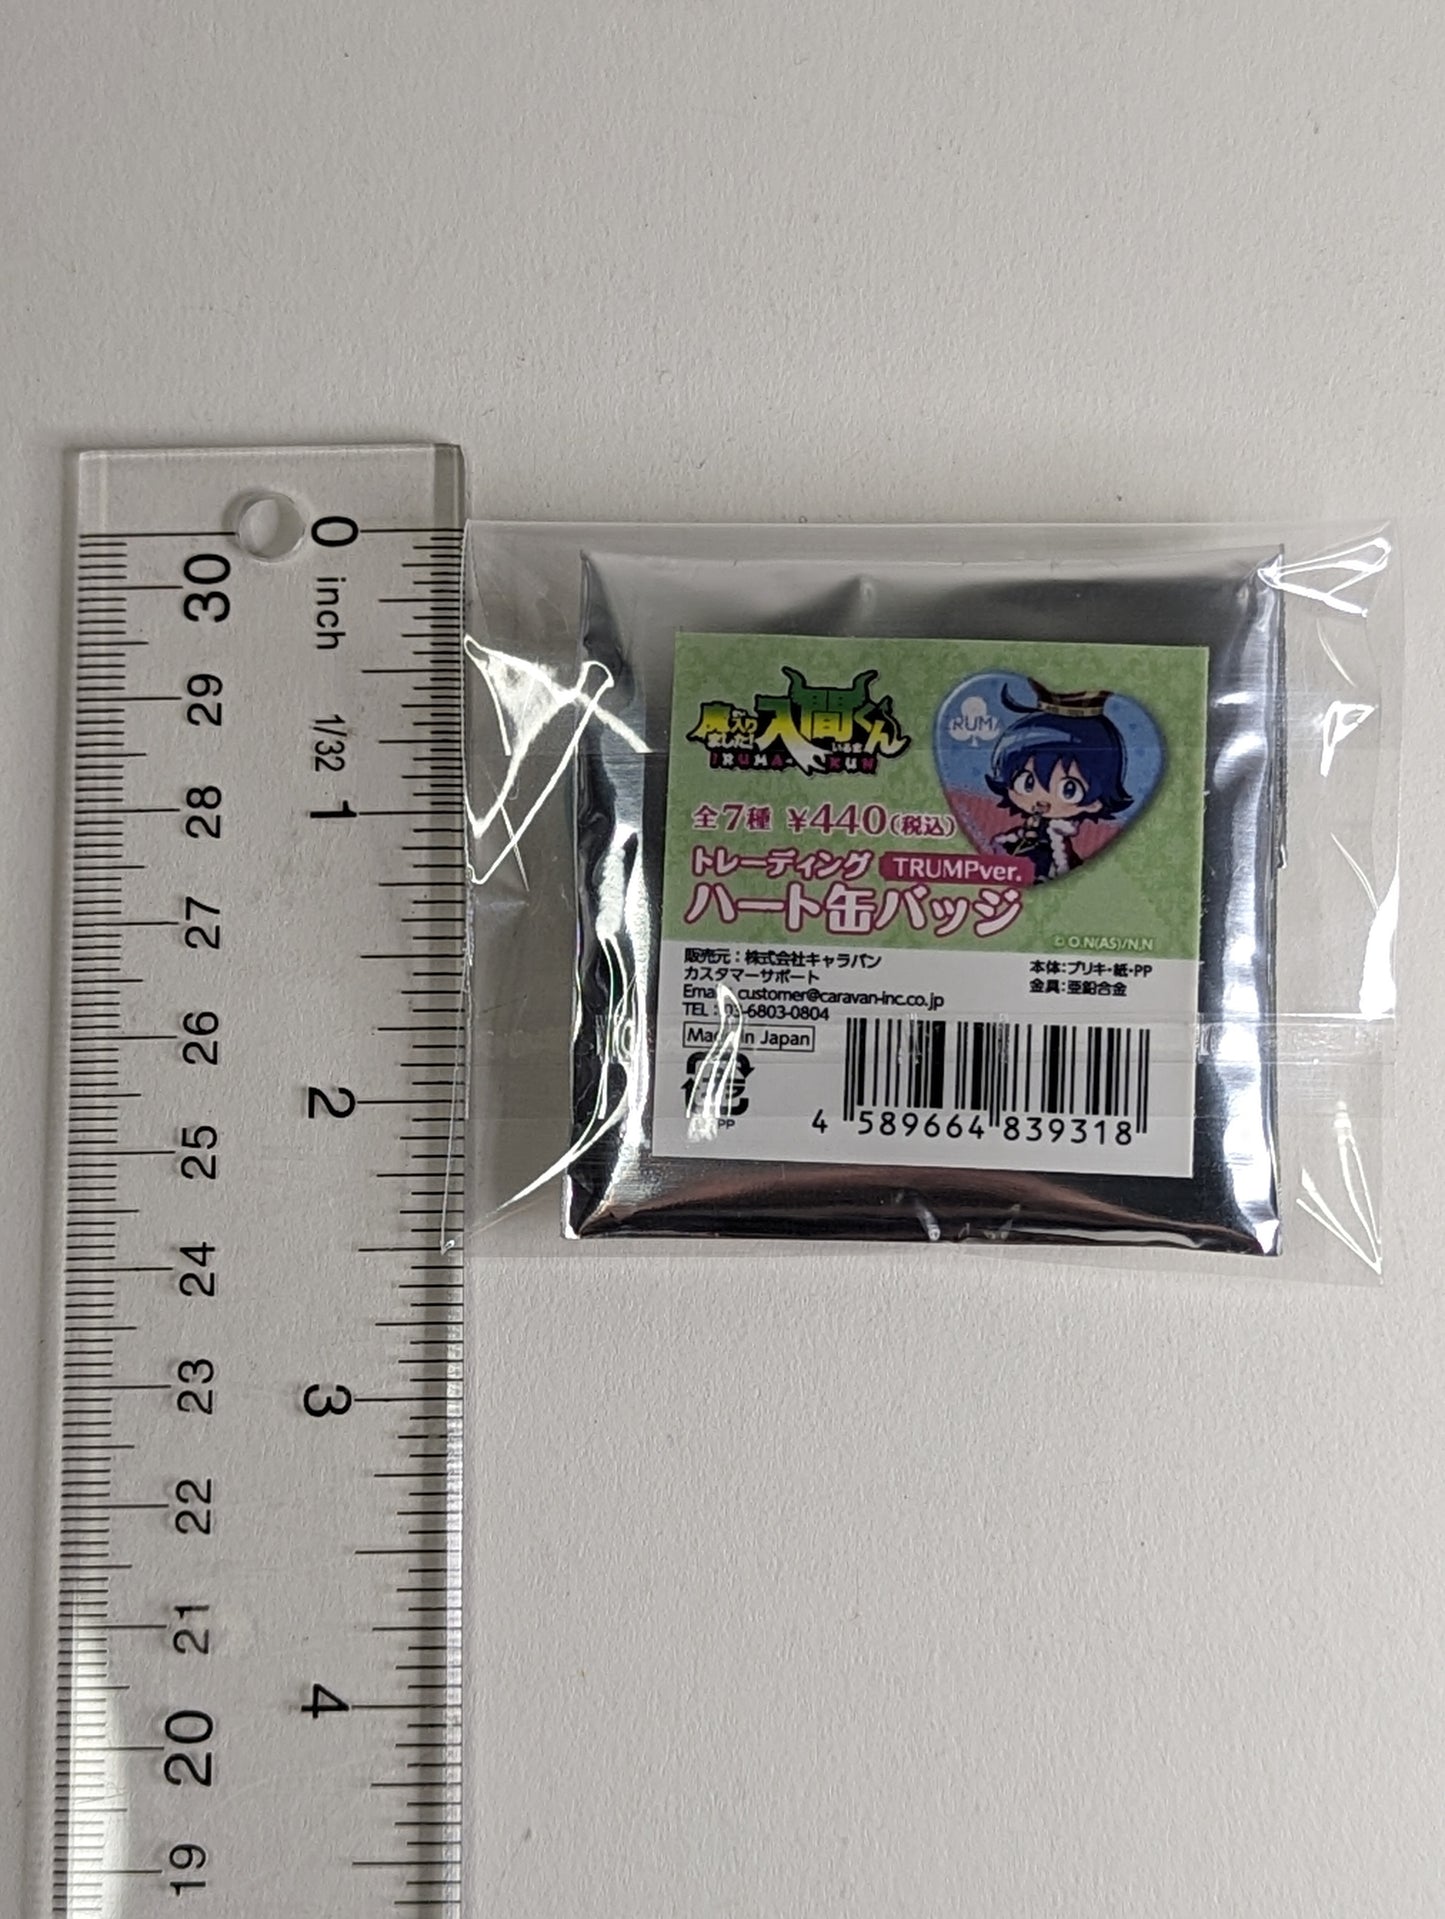 0
inch
1/32
1
2
3
4
30
29
28
27
26
25
24
23
22
21
20
19
魔入りました!入間くん
いるま
IRUMA-KUN
RUMA
全7種 ¥440(税込)
トレーディング TRUMPver.
ハート缶バッジ
© O.N(AS)/N,N
販売元:株式会社キャラバン
カスタマーサポート
Email: customer@caravan-inc.co.jp
TEL:03-6803-0804
本体:ブリキ・紙・PP
金具:亜鉛合金
Made in Japan
PP
4 589664 839318